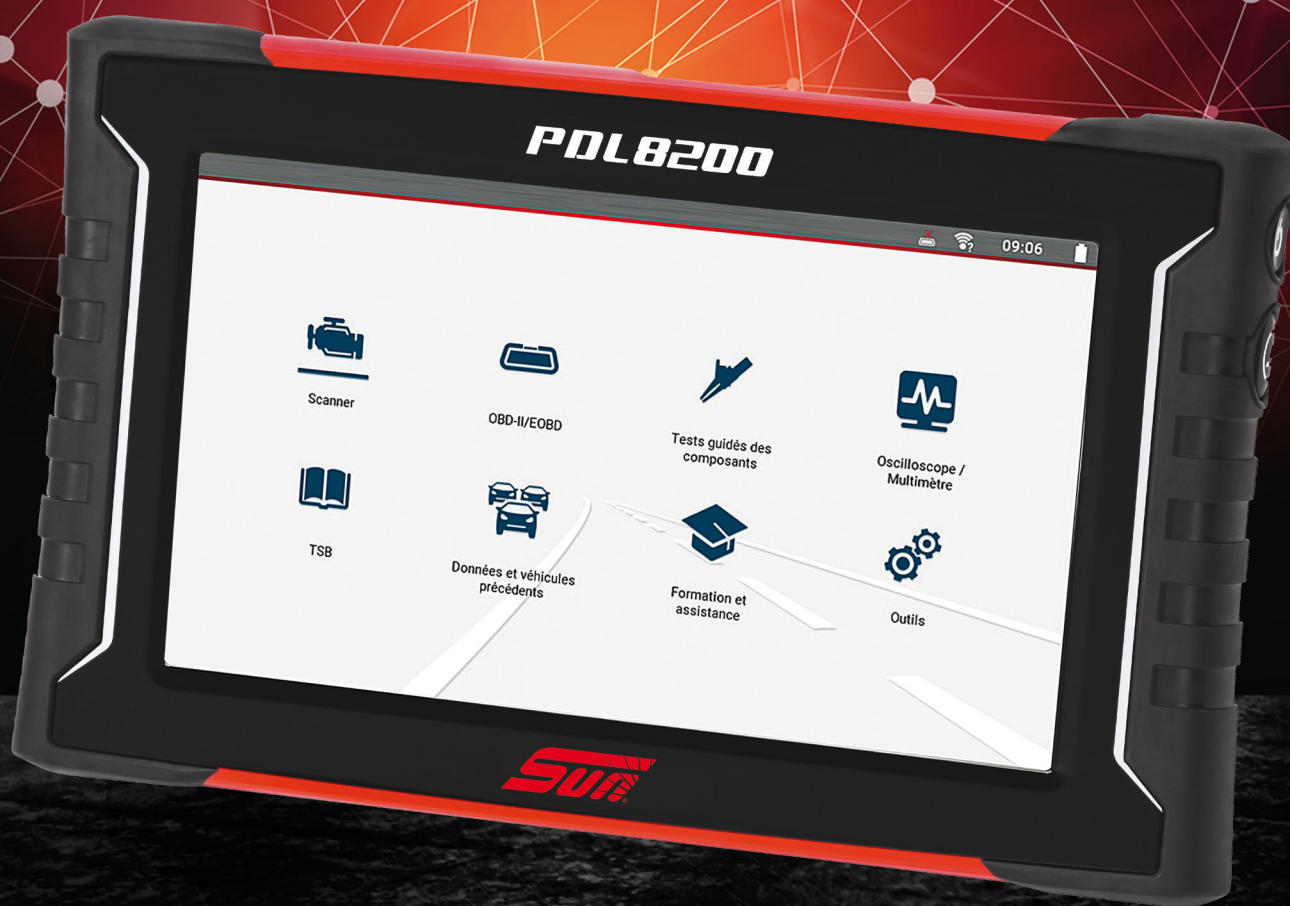 PDL8200
09:06
Scanner
OBD-II/EOBD
Tests guidés des
composants
Oscilloscope /
Multimètre
TSB
Données et véhicules
précédents
Formation et
assistance
Outils
Sun